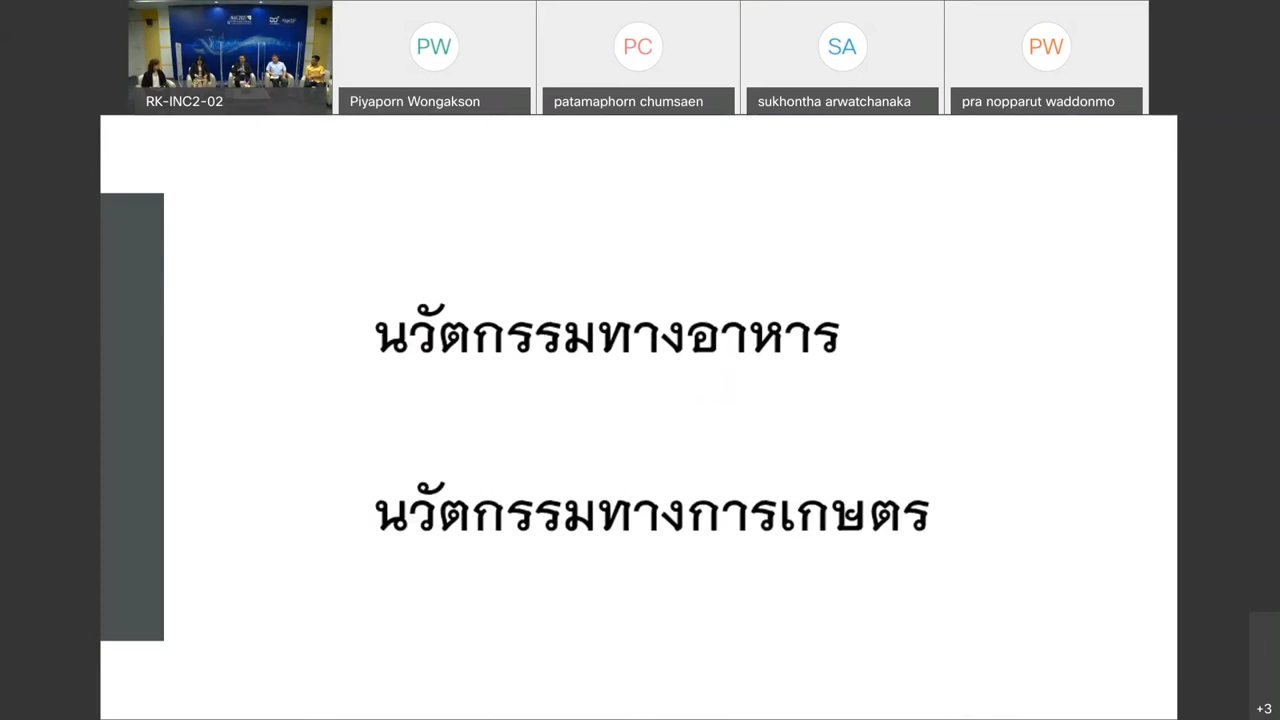 PW
PC
SA
PW
RK-INC2-02
Piyaporn Wongakson
patamaphorn chumsaen
sukhontha arwatchanaka
pra nopparut waddonmo
นวัตกรรมทางอาหาร
นวัตกรรมทางการเกษตร
+3